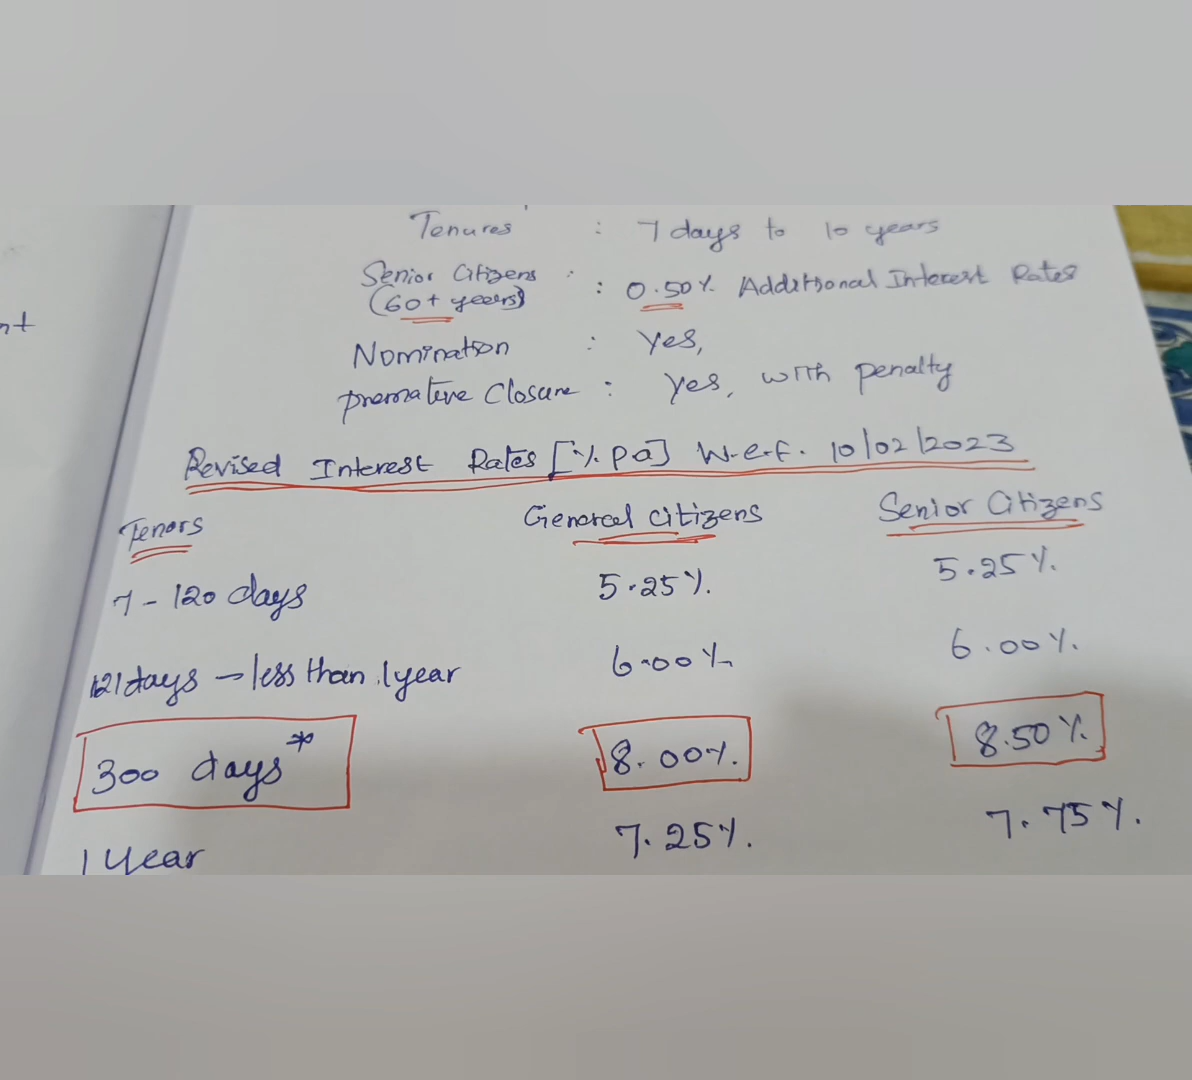 nt
Tenures : 7 days to 10 years
Senior Citizens : : 0.50% Additional Interest Rates
(60+ years)
Nomination : Yes,
premative Closure : Yes, with penalty
Revised Interest Rates [% pa] W.e.f. 10/02/2023
Tenors General citizens Senior Citizens
7 - 120 days 5.25% 5.25%
121 days - less than 1 year 6.00% 6.00%
300 days* 8.00% 8.50%
1 Year 7.25% 7.75%